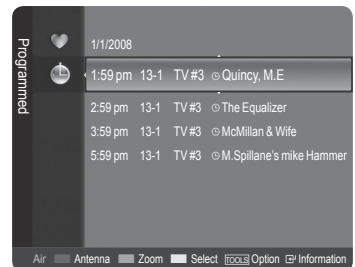 Programmed
1/1/2008
1:59 pm 13-1 TV #3 Quincy, M.E
2:59 pm 13-1 TV #3 The Equalizer
3:59 pm 13-1 TV #3 McMillan & Wife
5:59 pm 13-1 TV #3 M.Spillane's mike Hammer
Air Antenna Zoom Select TOOLS Option Information